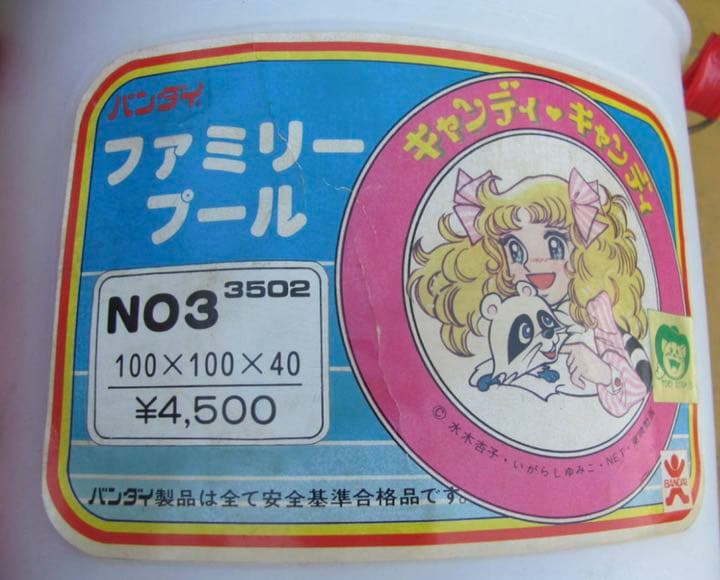 バンダイ
ファミリー
プール
キャンディ♥キャンディ
NO3 3502
100×100×40
¥4,500
© 水木杏子・いがらしゆみこ・NET・東映動画
バンダイ製品は全て安全基準合格品です。
BANDAI